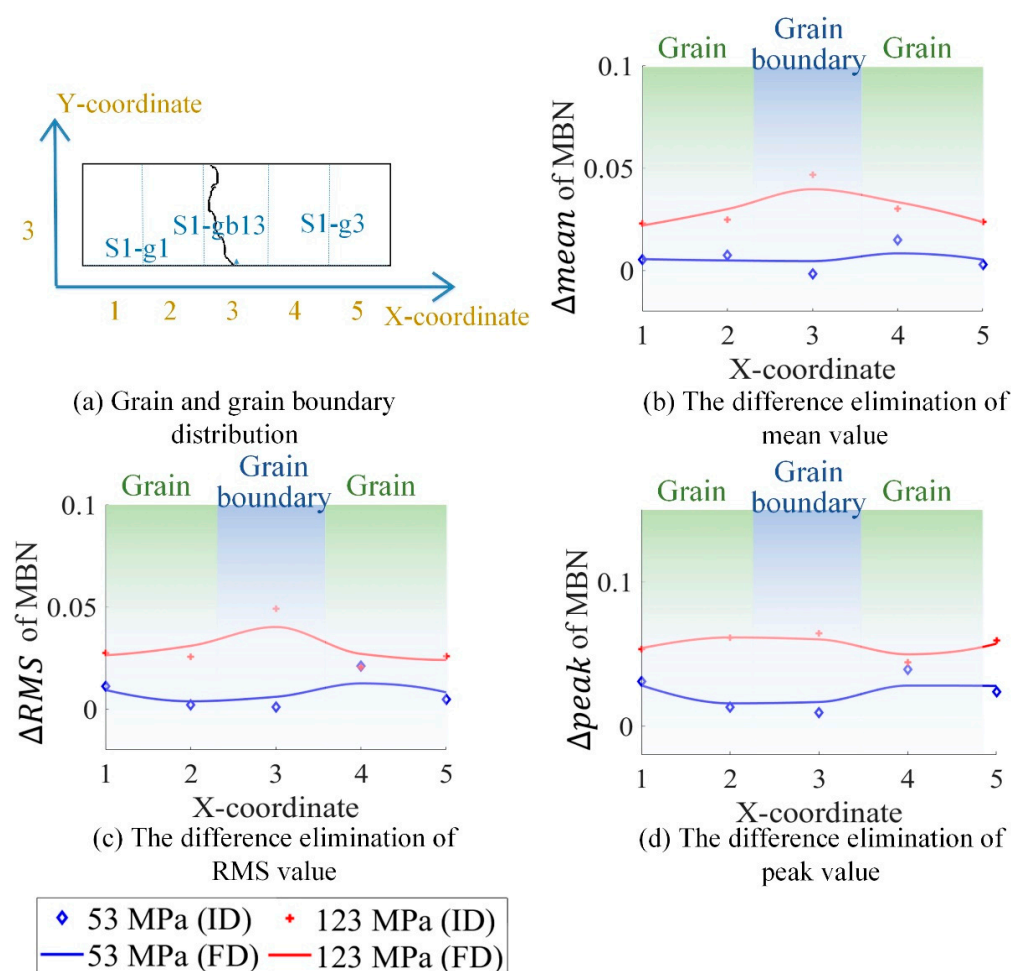 Y-coordinate
3
S1-g1
S1-gb13
S1-g3
1 2 3 4 5
X-coordinate
(a) Grain and grain boundary
distribution
Grain
Grain
boundary
Grain
0.1
0.05
0
Δmean of MBN
1 2 3 4 5
X-coordinate
(b) The difference elimination of
mean value
Grain
Grain
boundary
Grain
0.1
0.05
0
ΔRMS of MBN
1 2 3 4 5
X-coordinate
(c) The difference elimination of
RMS value
Grain
Grain
boundary
Grain
0.1
0
Δpeak of MBN
1 2 3 4 5
X-coordinate
(d) The difference elimination of
peak value
53 MPa (ID) 123 MPa (ID)
53 MPa (FD) 123 MPa (FD)